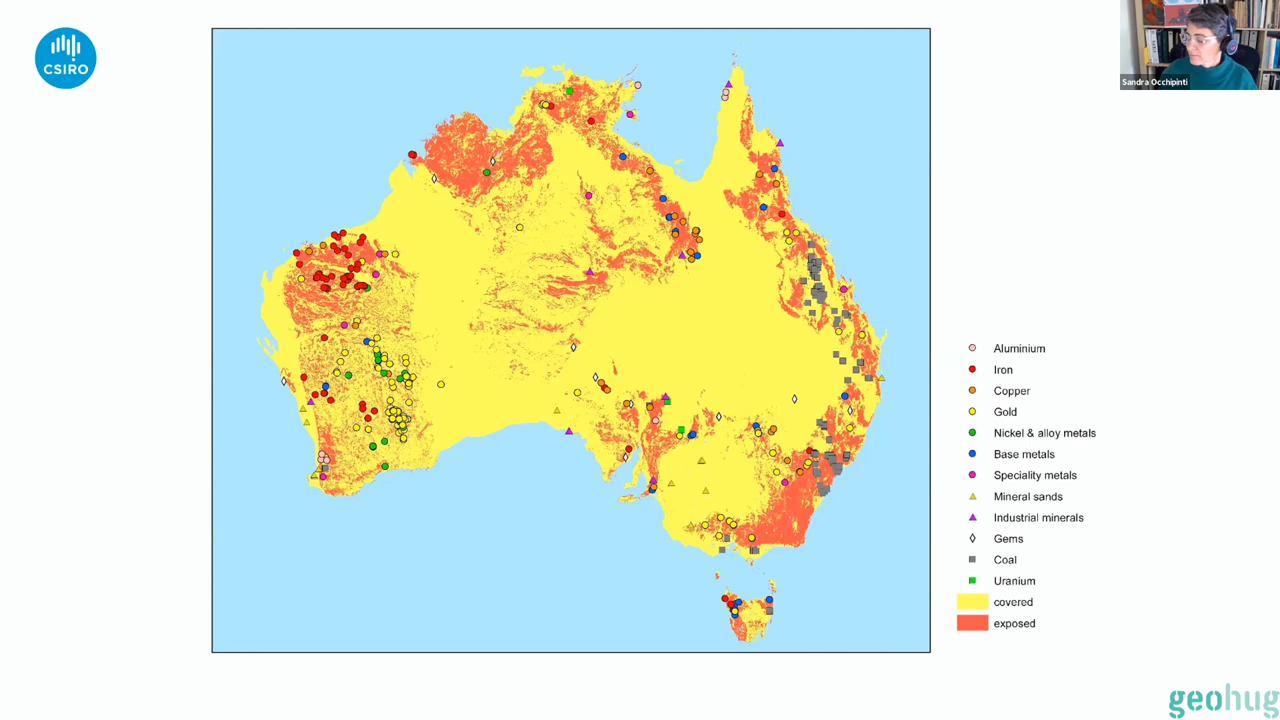 CSIRO
Sandra Occhipinti
Aluminium
Iron
Copper
Gold
Nickel & alloy metals
Base metals
Speciality metals
Mineral sands
Industrial minerals
Gems
Coal
Uranium
covered
exposed
geohug